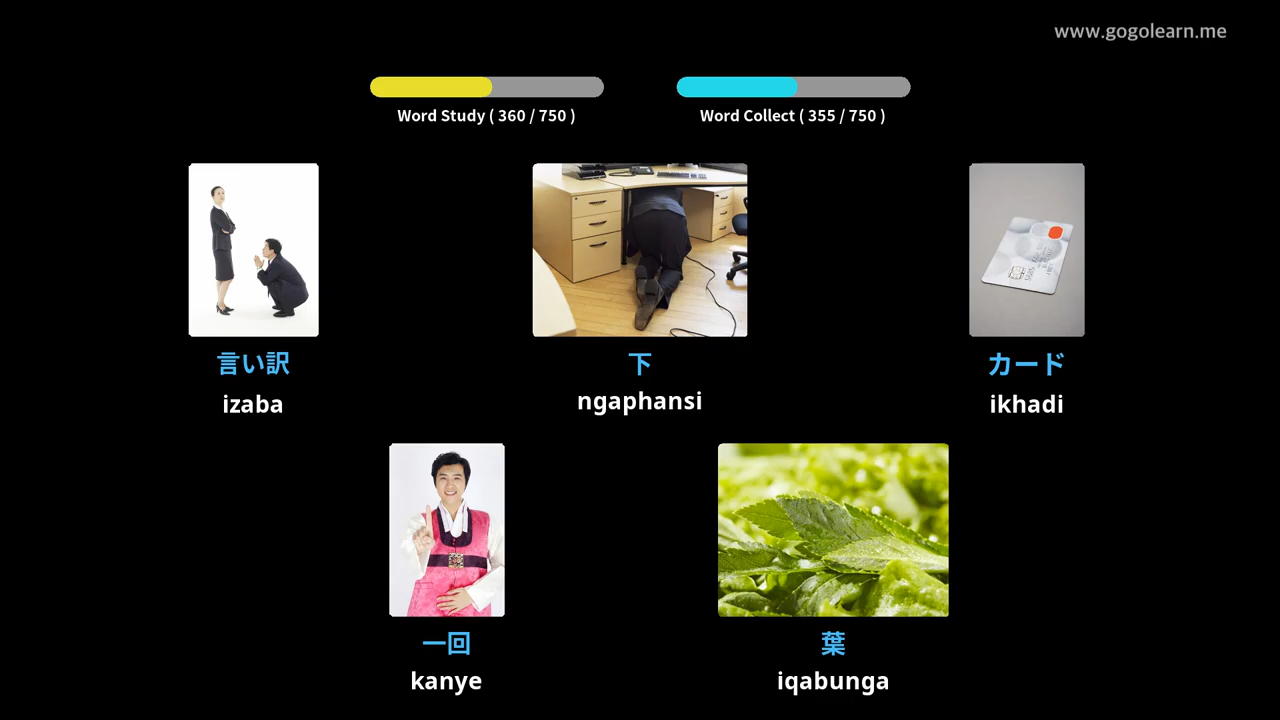 www.gogolearn.me
Word Study ( 360 / 750 )
Word Collect ( 355 / 750 )
言い訳
izaba
下
ngaphansi
カード
ikhadi
一回
kanye
葉
iqabunga